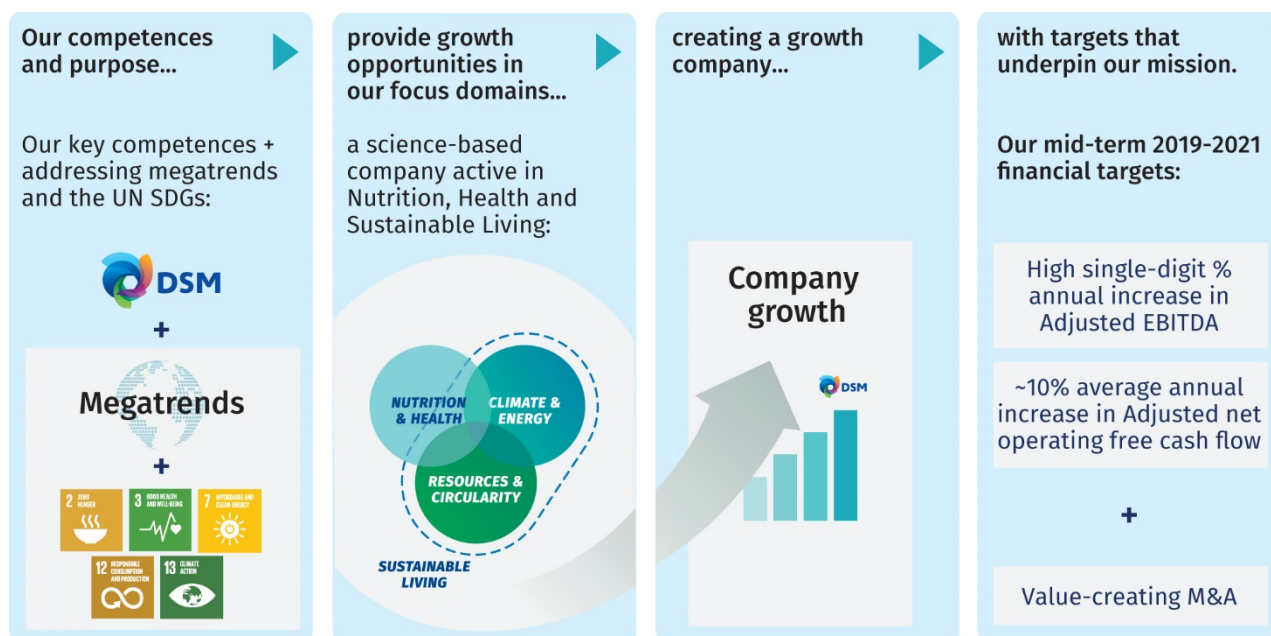 Our competences
and purpose...
Our key competences +
addressing megatrends
and the UN SDGs:
DSM
+
Megatrends
+
2 ZERO
HUNGER
3 GOOD HEALTH
AND WELL-BEING
7 AFFORDABLE AND
CLEAN ENERGY
12 RESPONSIBLE
CONSUMPTION
AND PRODUCTION
13 CLIMATE
ACTION
provide growth
opportunities in
our focus domains...
a science-based
company active in
Nutrition, Health and
Sustainable Living:
NUTRITION
& HEALTH
CLIMATE &
ENERGY
RESOURCES &
CIRCULARITY
SUSTAINABLE
LIVING
creating a growth
company...
Company
growth
DSM
with targets that
underpin our mission.
Our mid-term 2019-2021
financial targets:
High single-digit %
annual increase in
Adjusted EBITDA
~10% average annual
increase in Adjusted net
operating free cash flow
+
Value-creating M&A